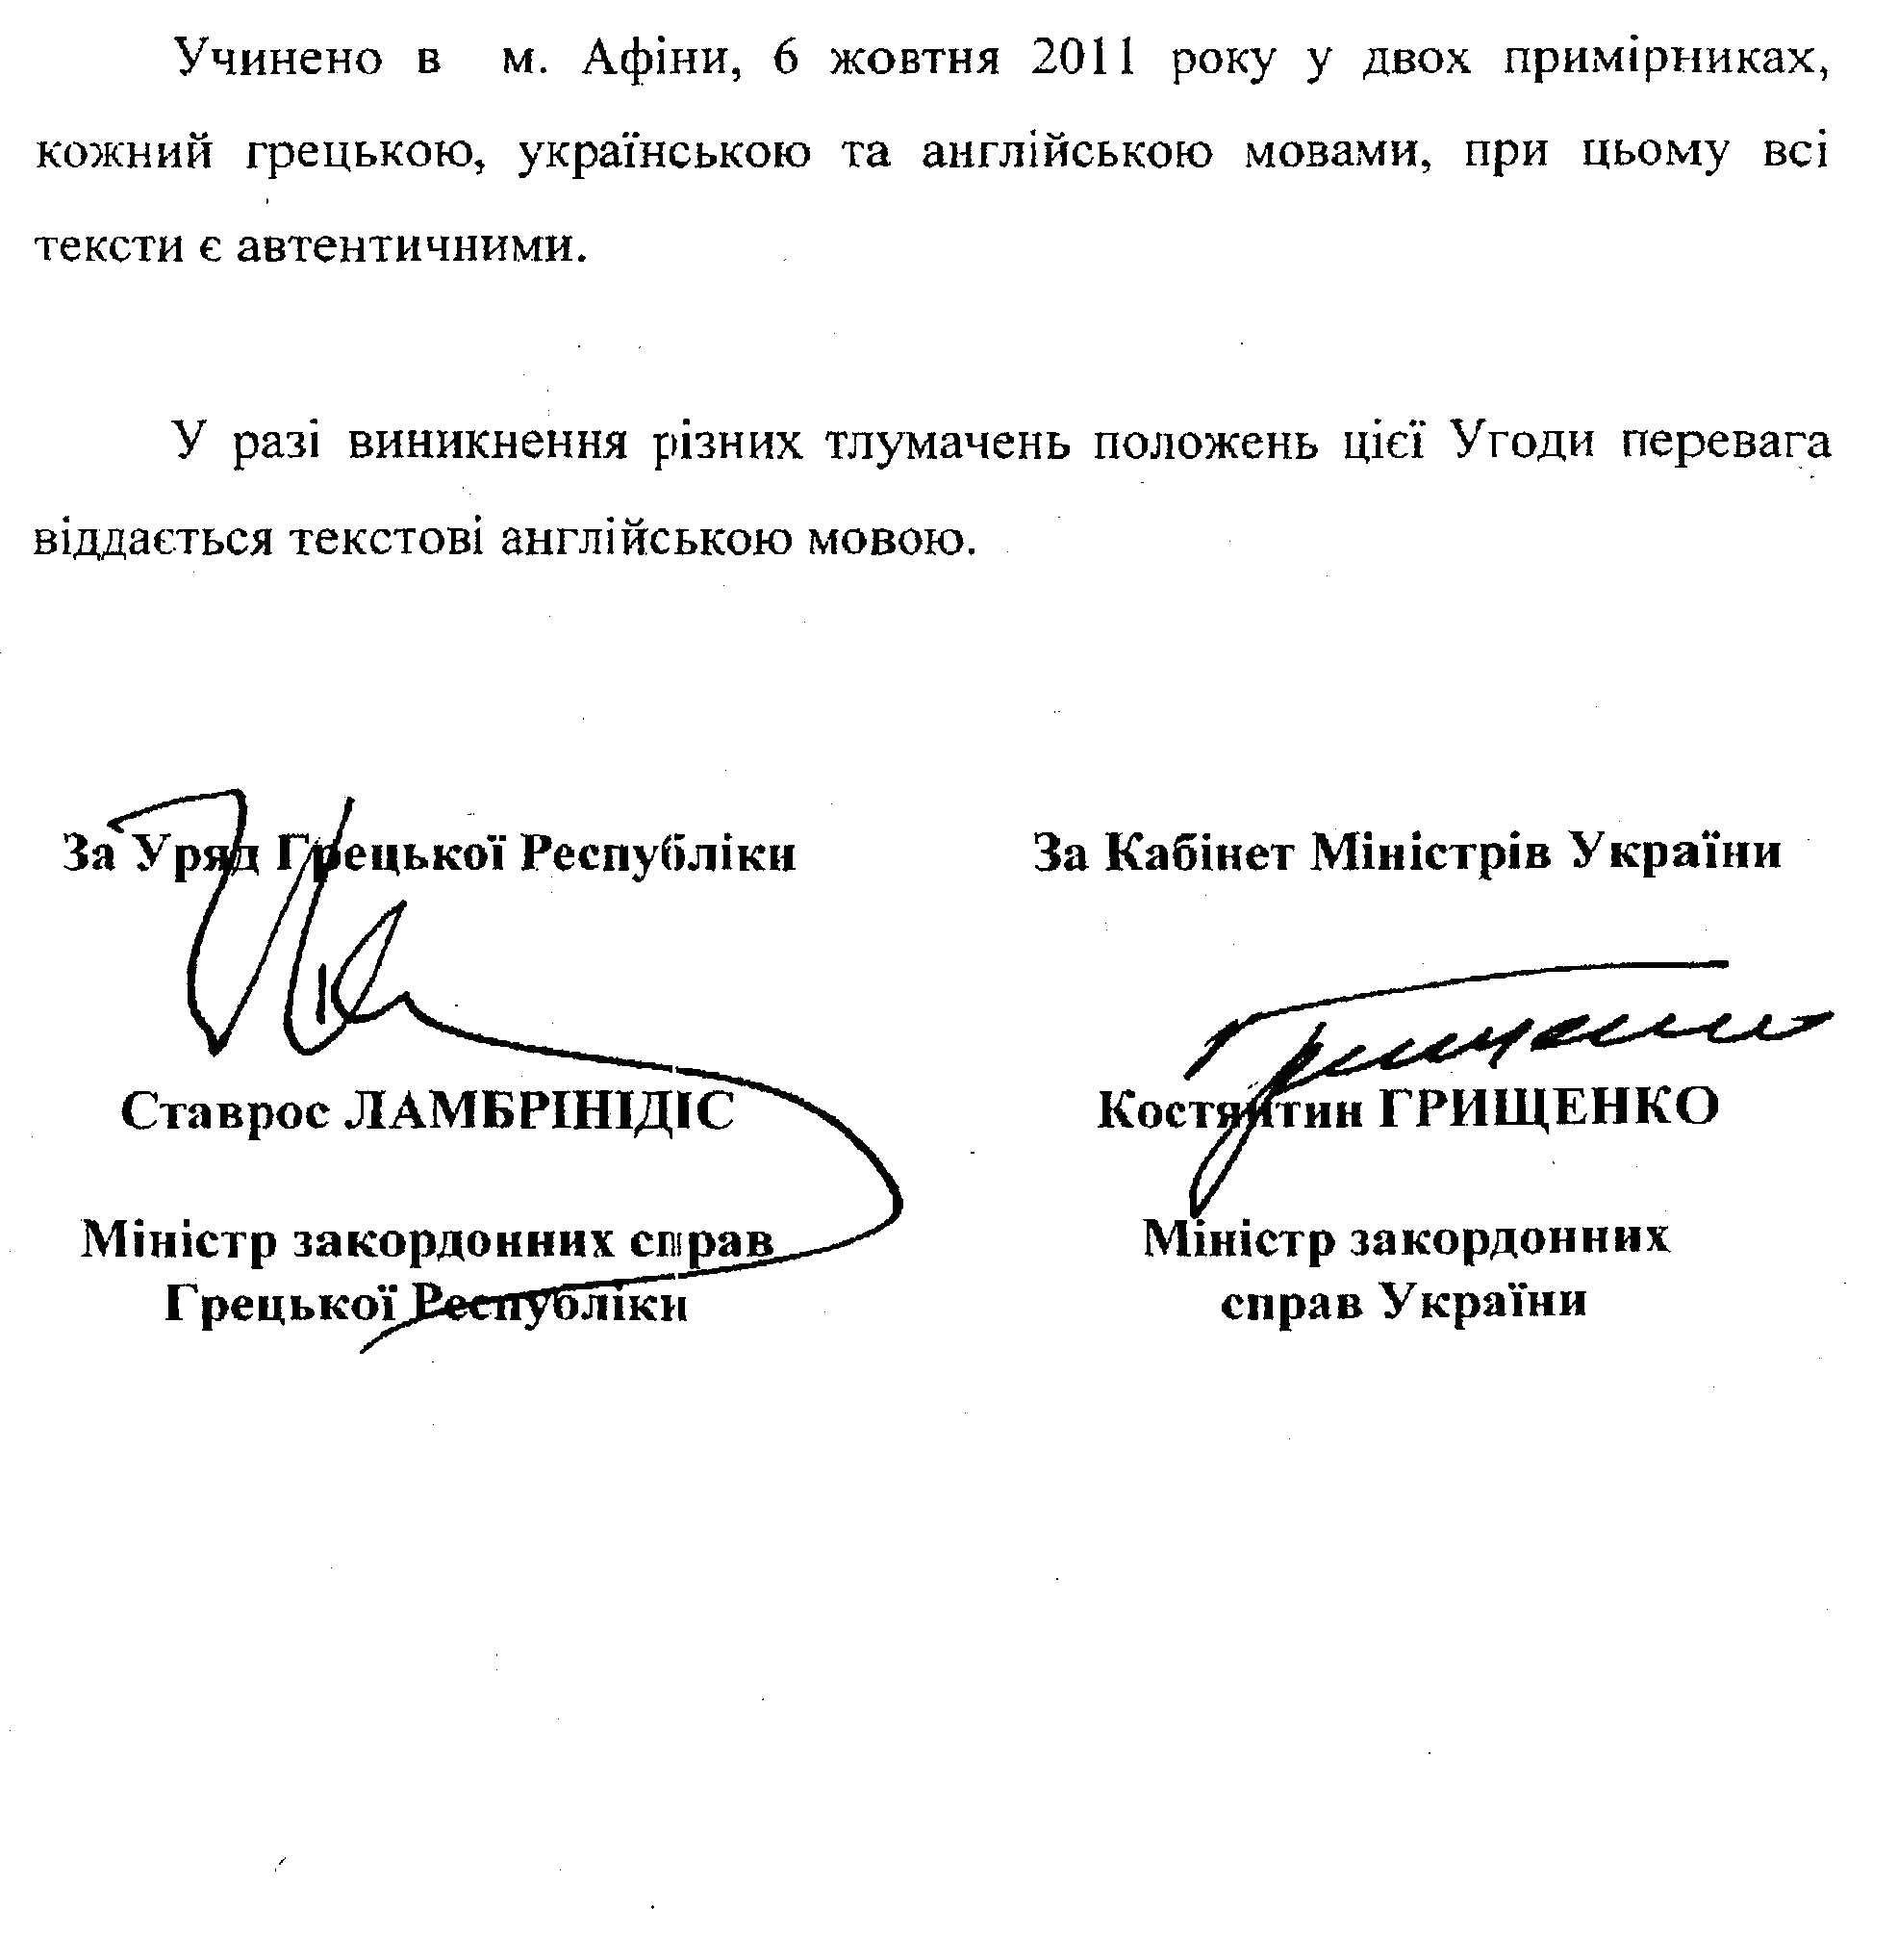 Учинено в м. Афіни, 6 жовтня 2011 року у двох примірниках,
кожний грецькою, українською та англійською мовами, при цьому всі
тексти є автентичними.
У разі виникнення різних тлумачень положень цієї Угоди перевага
віддається текстові англійською мовою.
За Уряд Грецької Республіки
Ставрос ЛАМБРІНІДІС
Міністр закордонних справ
Грецької Республіки
За Кабінет Міністрів України
Костянтин ГРИЩЕНКО
Міністр закордонних
справ України